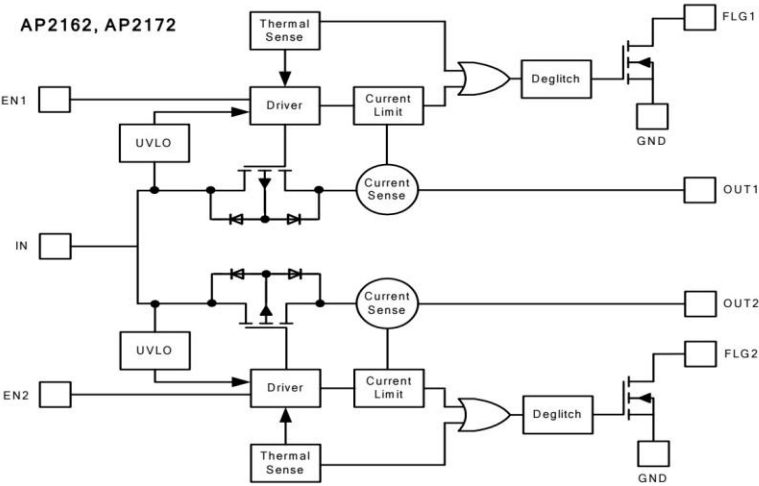 AP2162, AP2172
Thermal
Sense
FLG1
EN1
Driver
Current
Limit
Deglitch
GND
UVLO
Current
Sense
OUT1
IN
Current
Sense
OUT2
UVLO
FLG2
EN2
Driver
Current
Limit
Deglitch
Thermal
Sense
GND